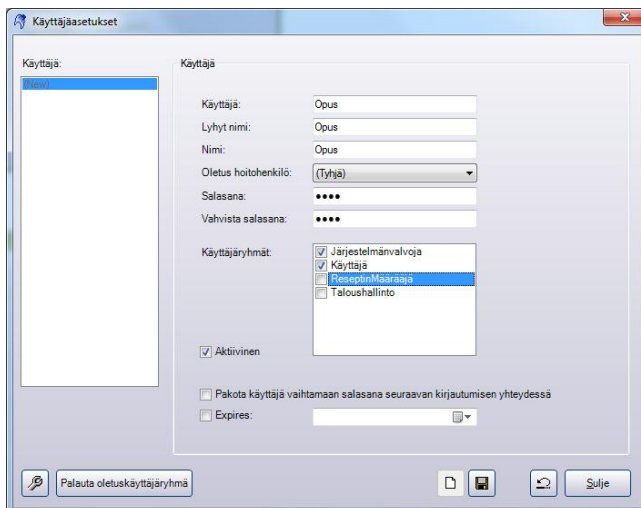 Käyttäjäasetukset
Käyttäjä:
(New)
Käyttäjä
Käyttäjä: Opus
Lyhyt nimi: Opus
Nimi: Opus
Oletus hoitohenkilö: (Tyhjä)
Salasana: ••••
Vahvista salasana: ••••
Käyttäjäryhmät: Järjestelmänvalvoja
Käyttäjä
ReseptinMäärääjä
Taloushallinto
Aktiivinen
Pakota käyttäjä vaihtamaan salasana seuraavan kirjautumisen yhteydessä
Expires:
Palauta oletuskäyttäjäryhmä
Sulje